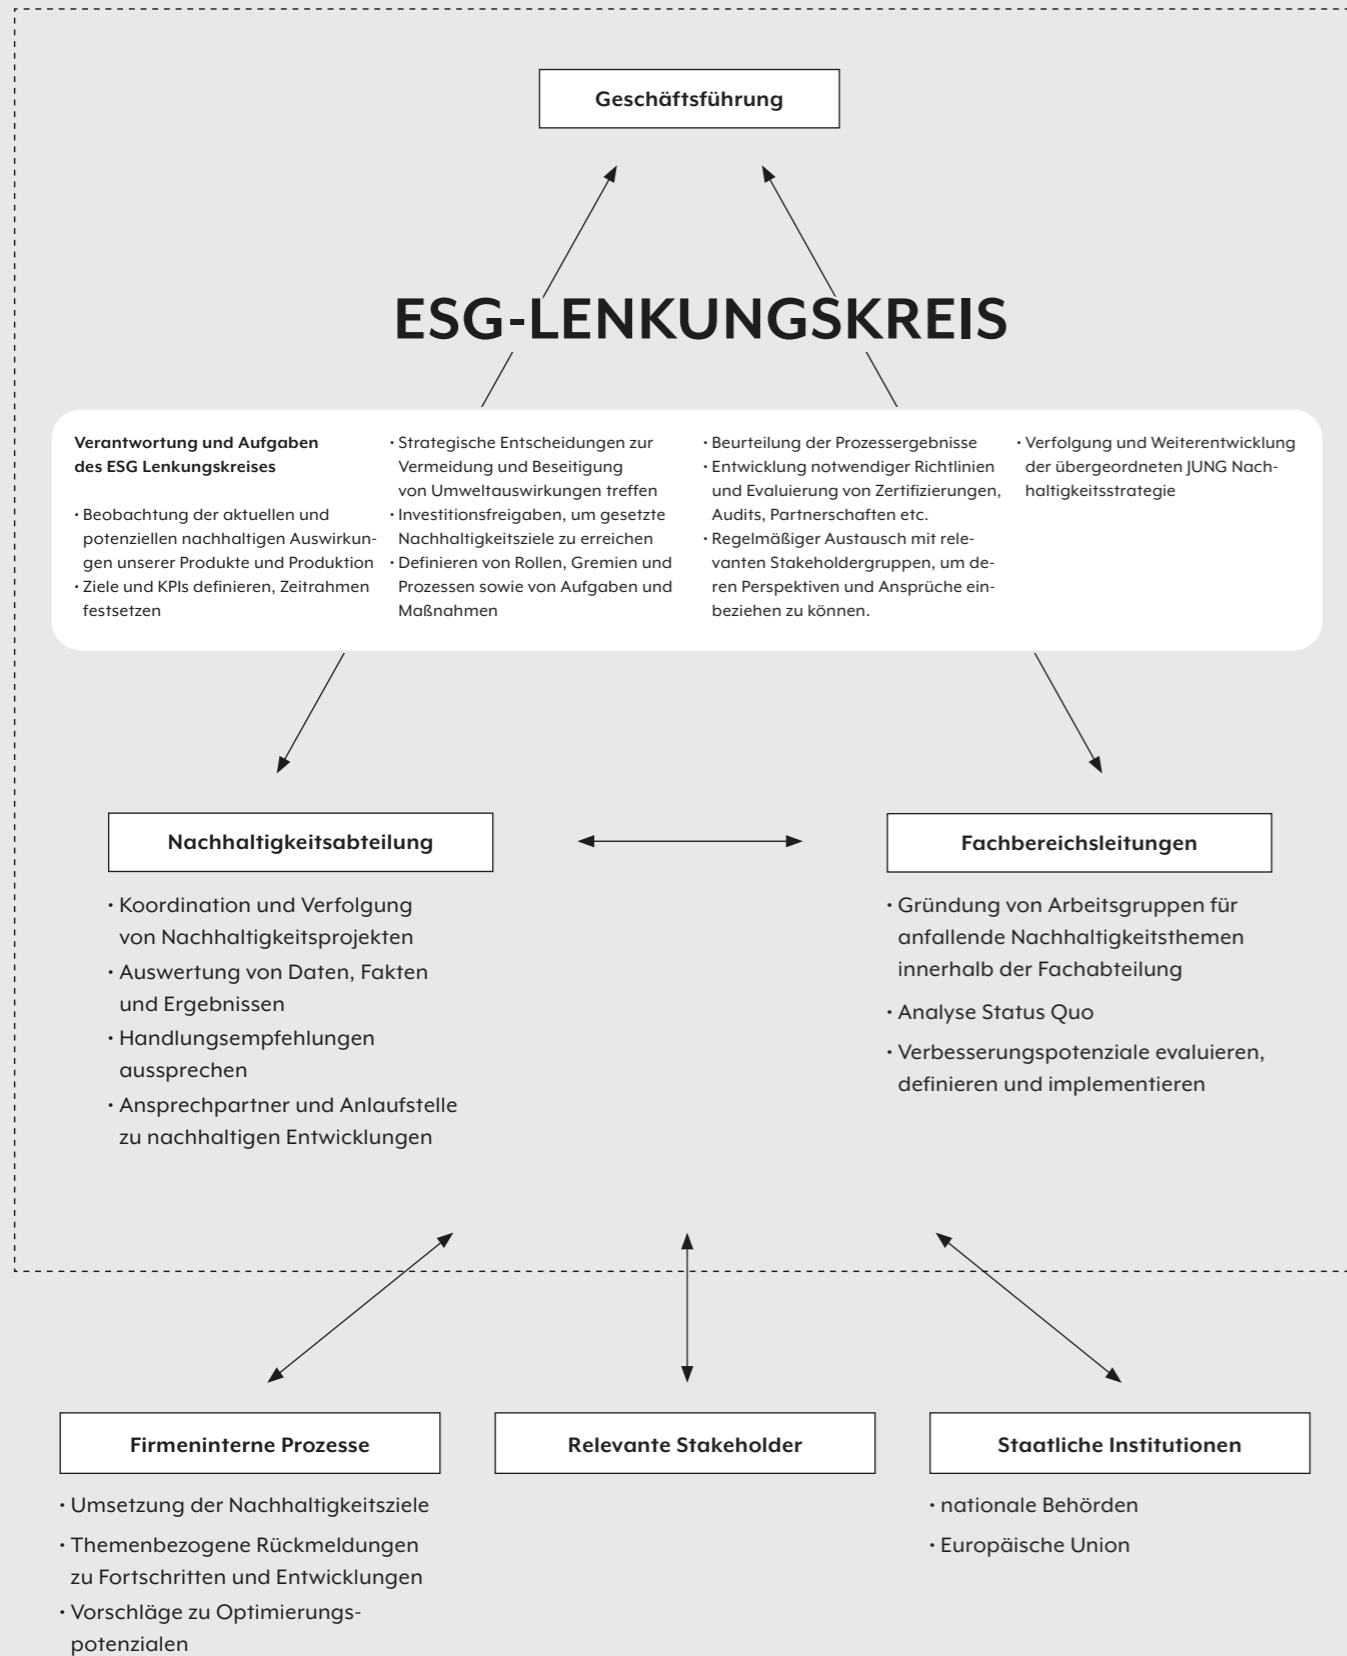 Geschäftsführung
ESG-LENKUNGSKREIS
Verantwortung und Aufgaben
des ESG Lenkungskreises
· Beobachtung der aktuellen und
potenziellen nachhaltigen Auswirkun-
gen unserer Produkte und Produktion
· Ziele und KPIs definieren, Zeitrahmen
festsetzen
· Strategische Entscheidungen zur
Vermeidung und Beseitigung
von Umweltauswirkungen treffen
· Investitionsfreigaben, um gesetzte
Nachhaltigkeitsziele zu erreichen
· Definieren von Rollen, Gremien und
Prozessen sowie von Aufgaben und
Maßnahmen
· Beurteilung der Prozessergebnisse
· Entwicklung notwendiger Richtlinien
und Evaluierung von Zertifizierungen,
Audits, Partnerschaften etc.
· Regelmäßiger Austausch mit rele-
vanten Stakeholdergruppen, um de-
ren Perspektiven und Ansprüche ein-
beziehen zu können.
· Verfolgung und Weiterentwicklung
der übergeordneten JUNG Nach-
haltigkeitsstrategie
Nachhaltigkeitsabteilung
· Koordination und Verfolgung
von Nachhaltigkeitsprojekten
· Auswertung von Daten, Fakten
und Ergebnissen
· Handlungsempfehlungen
aussprechen
· Ansprechpartner und Anlaufstelle
zu nachhaltigen Entwicklungen
Fachbereichsleitungen
· Gründung von Arbeitsgruppen für
anfallende Nachhaltigkeitsthemen
innerhalb der Fachabteilung
· Analyse Status Quo
· Verbesserungspotenziale evaluieren,
definieren und implementieren
Firmeninterne Prozesse
· Umsetzung der Nachhaltigkeitsziele
· Themenbezogene Rückmeldungen
zu Fortschritten und Entwicklungen
· Vorschläge zu Optimierungs-
potenzialen
Relevante Stakeholder
Staatliche Institutionen
· nationale Behörden
· Europäische Union